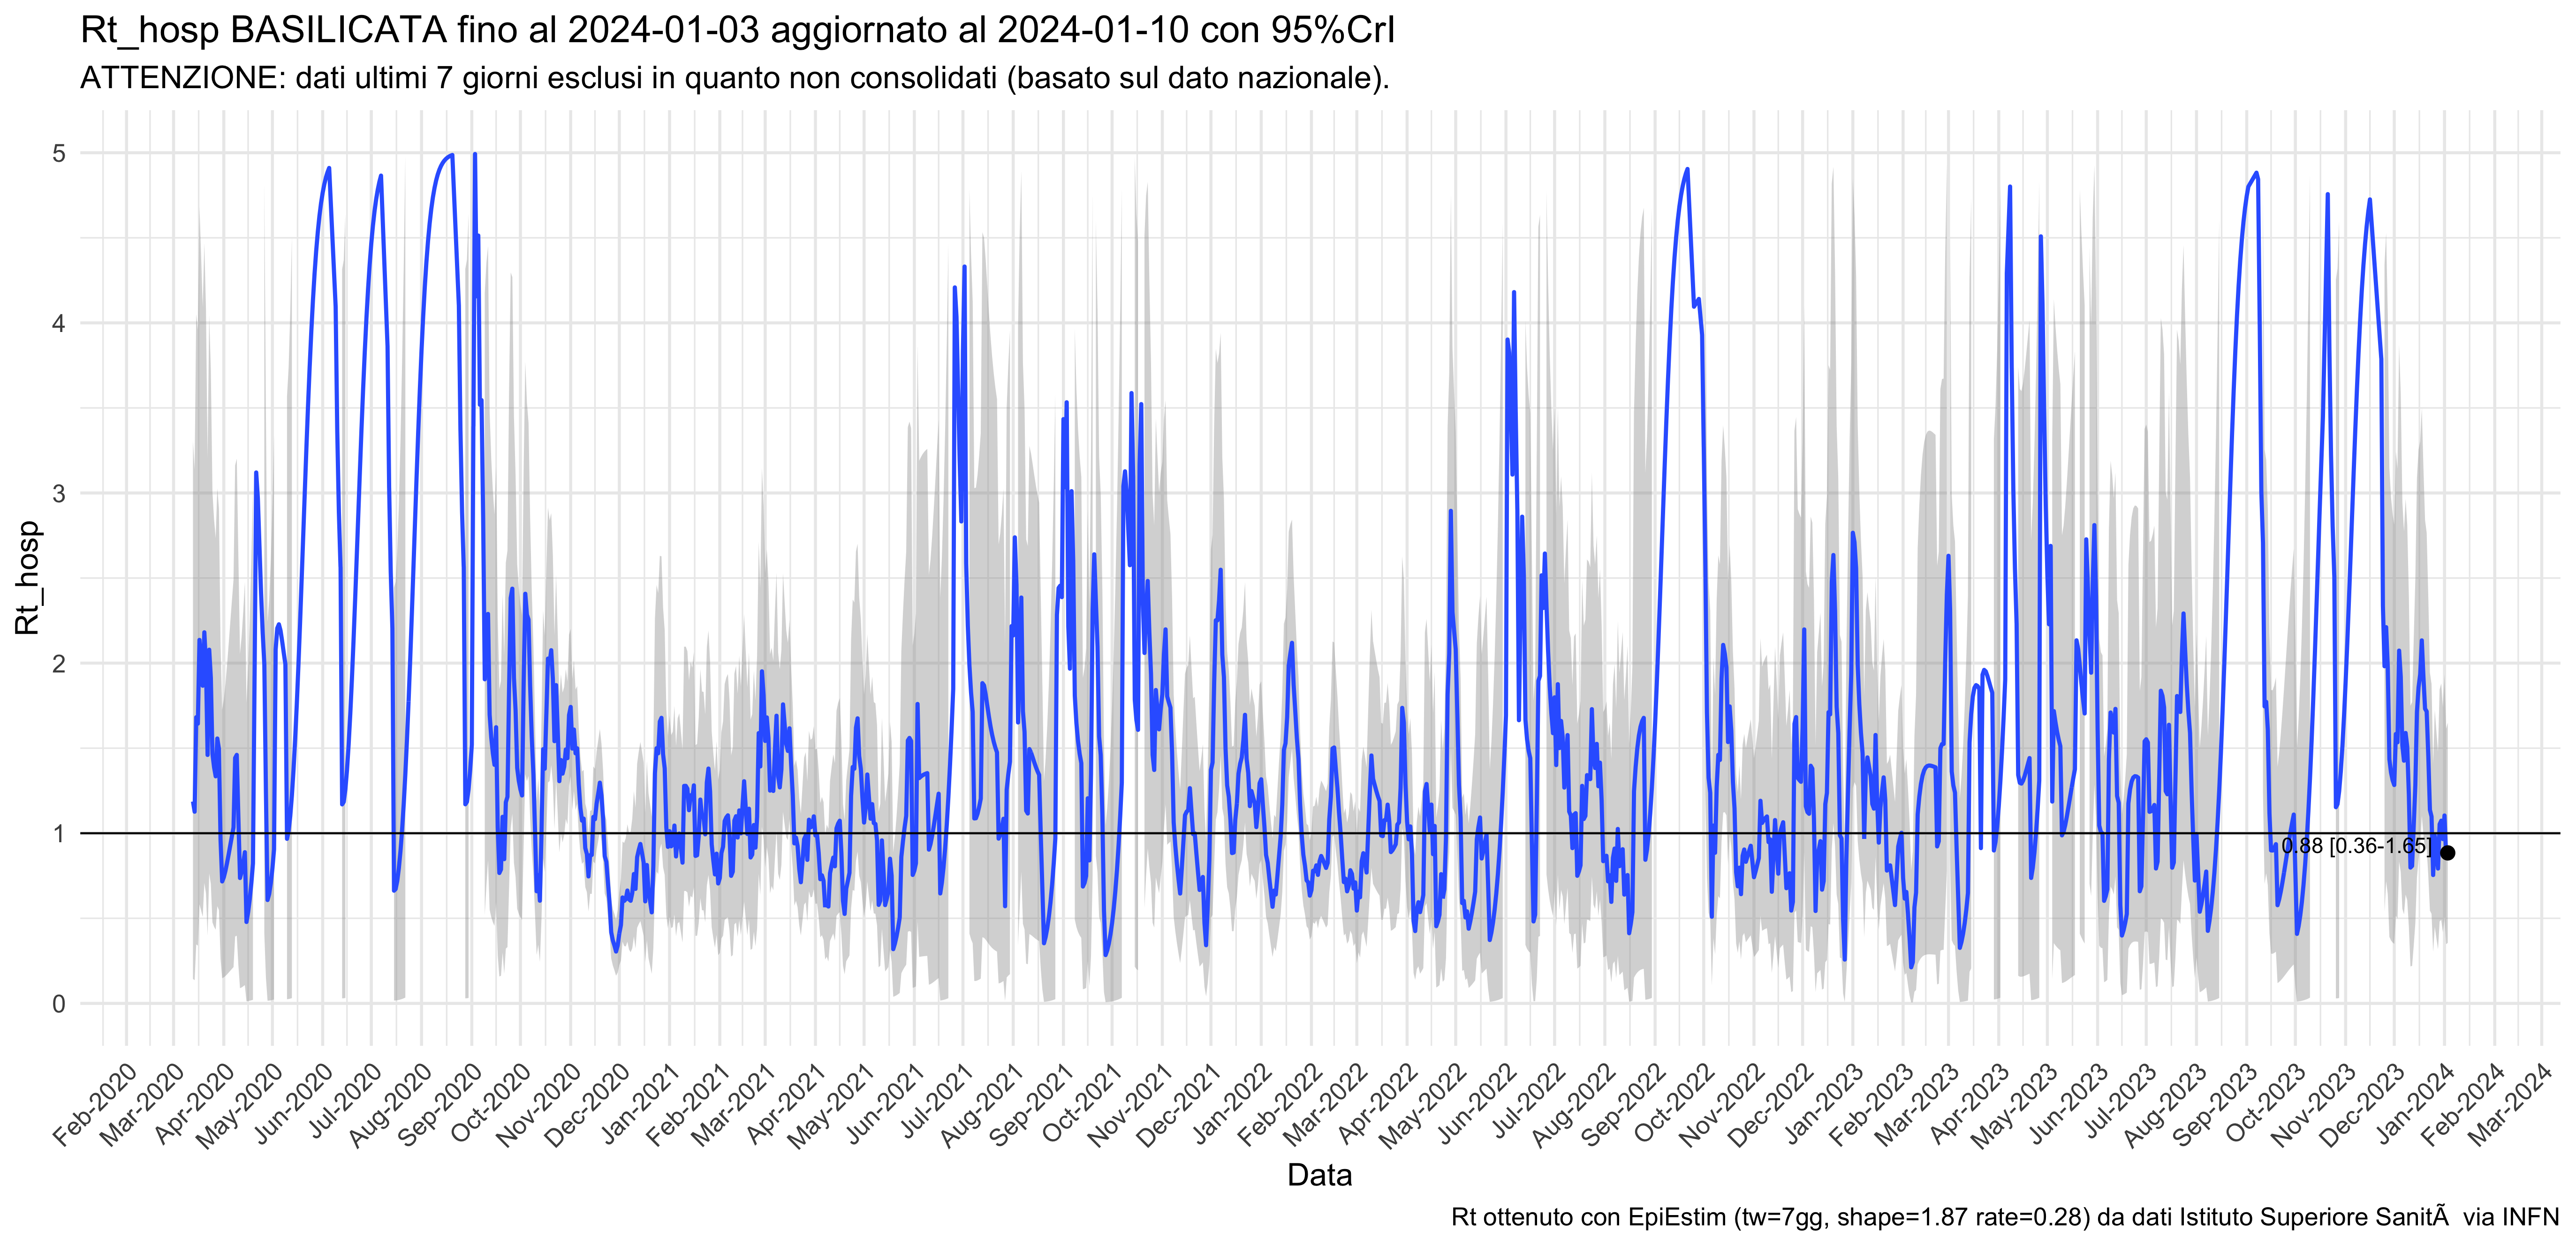 Rt_hosp BASILICATA fino al 2024-01-03 aggiornato al 2024-01-10 con 95%CrI
ATTENZIONE: dati ultimi 7 giorni esclusi in quanto non consolidati (basato sul dato nazionale).
5
4
3
2
1
0
Rt_hosp
0.88 [0.36-1.65]
Feb-2020
Mar-2020
Apr-2020
May-2020
Jun-2020
Jul-2020
Aug-2020
Sep-2020
Oct-2020
Nov-2020
Dec-2020
Jan-2021
Feb-2021
Mar-2021
Apr-2021
May-2021
Jun-2021
Jul-2021
Aug-2021
Sep-2021
Oct-2021
Nov-2021
Dec-2021
Jan-2022
Feb-2022
Mar-2022
Apr-2022
May-2022
Jun-2022
Jul-2022
Aug-2022
Sep-2022
Oct-2022
Nov-2022
Dec-2022
Jan-2023
Feb-2023
Mar-2023
Apr-2023
May-2023
Jun-2023
Jul-2023
Aug-2023
Sep-2023
Oct-2023
Nov-2023
Dec-2023
Jan-2024
Feb-2024
Mar-2024
Data
Rt ottenuto con EpiEstim (tw=7gg, shape=1.87 rate=0.28) da dati Istituto Superiore SanitÃ  via INFN